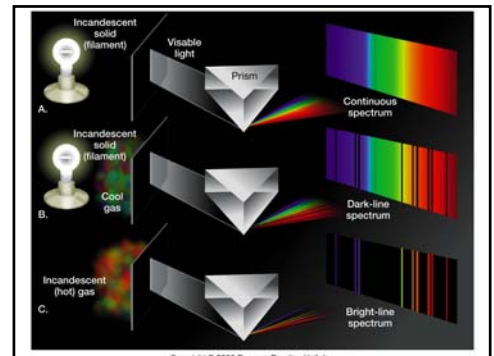 Incandescent
solid
(filament)
Visable
light
Prism
Continuous
spectrum
A.
Incandescent
solid
(filament)
Cool
gas
Dark-line
spectrum
B.
Incandescent
(hot) gas
Bright-line
spectrum
C.